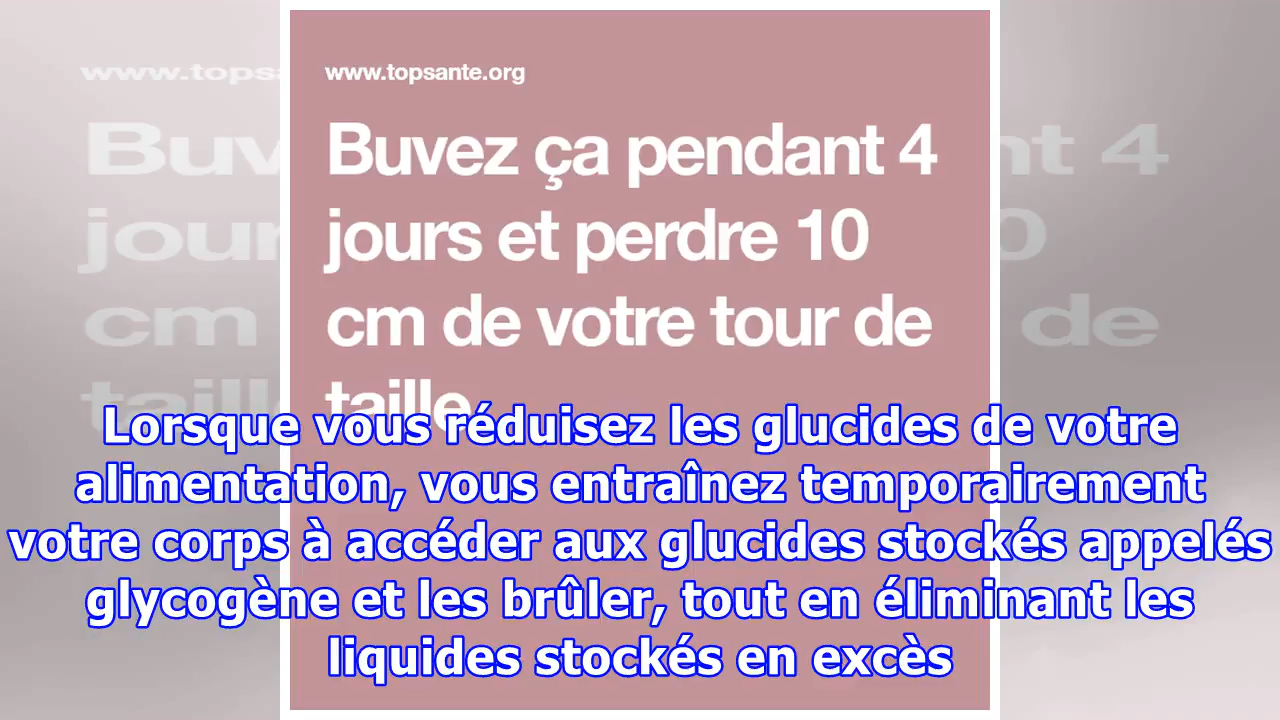 www.topsante.org
Buvez ça pendant 4
jours et perdre 10
cm de votre tour de
taille
Lorsque vous réduisez les glucides de votre
alimentation, vous entraînez temporairement
votre corps à accéder aux glucides stockés appelés
glycogène et les brûler, tout en éliminant les
liquides stockés en excès